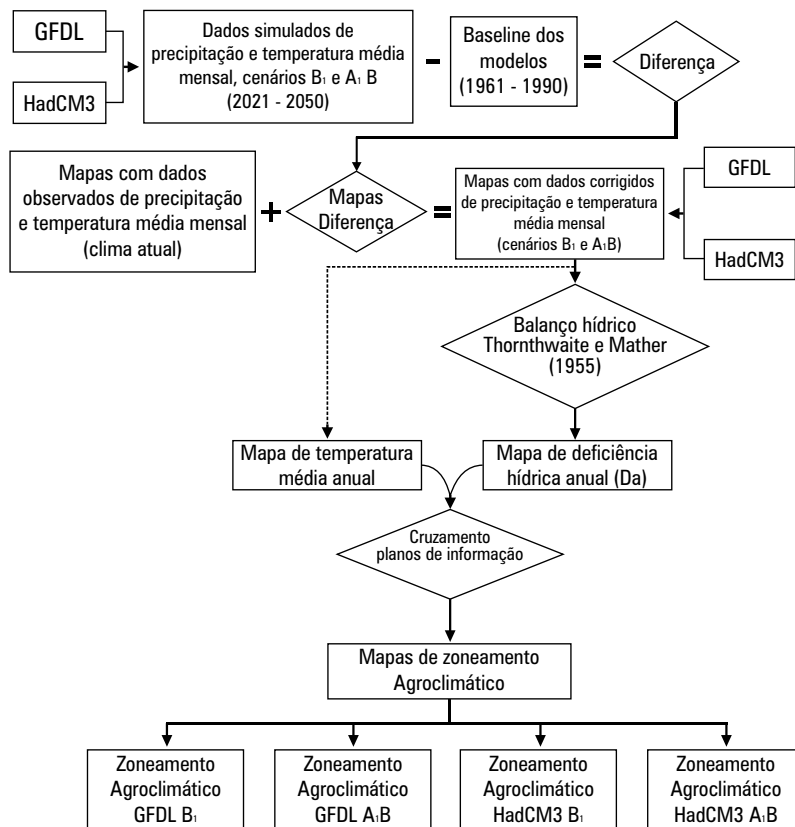 GFDL
HadCM3
Dados simulados de
precipitação e temperatura média
mensal, cenários B₁ e A₁ B
(2021 - 2050)
-
Baseline dos
modelos
(1961 - 1990)
=
Diferença
Mapas com dados
observados de precipitação
e temperatura média mensal
(clima atual)
+
Mapas
Diferença
=
Mapas com dados corrigidos
de precipitação e temperatura
média mensal
(cenários B₁ e A₁B)
GFDL
HadCM3
Balanço hídrico
Thornthwaite e Mather
(1955)
Mapa de temperatura
média anual
Mapa de deficiência
hídrica anual (Da)
Cruzamento
planos de informação
Mapas de zoneamento
Agroclimático
Zoneamento
Agroclimático
GFDL B₁
Zoneamento
Agroclimático
GFDL A₁B
Zoneamento
Agroclimático
HadCM3 B₁
Zoneamento
Agroclimático
HadCM3 A₁B